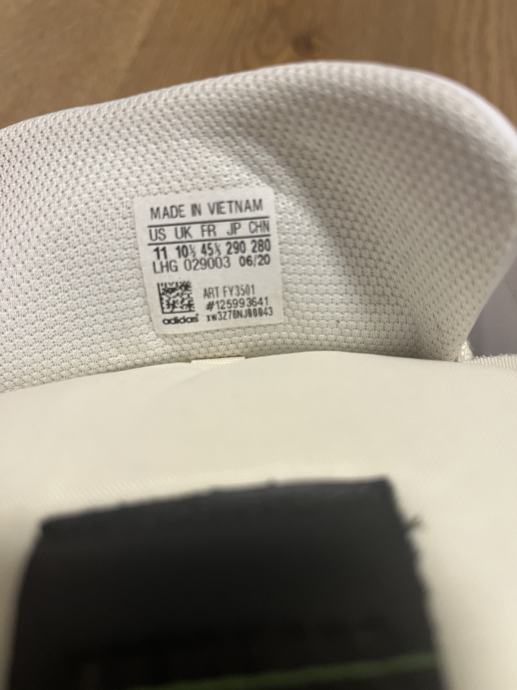 MADE IN VIETNAM
US UK FR JP CHN
11 10½ 45⅓ 290 280
LHG 029003 06/20
ART FY3501
#125993641
adidas